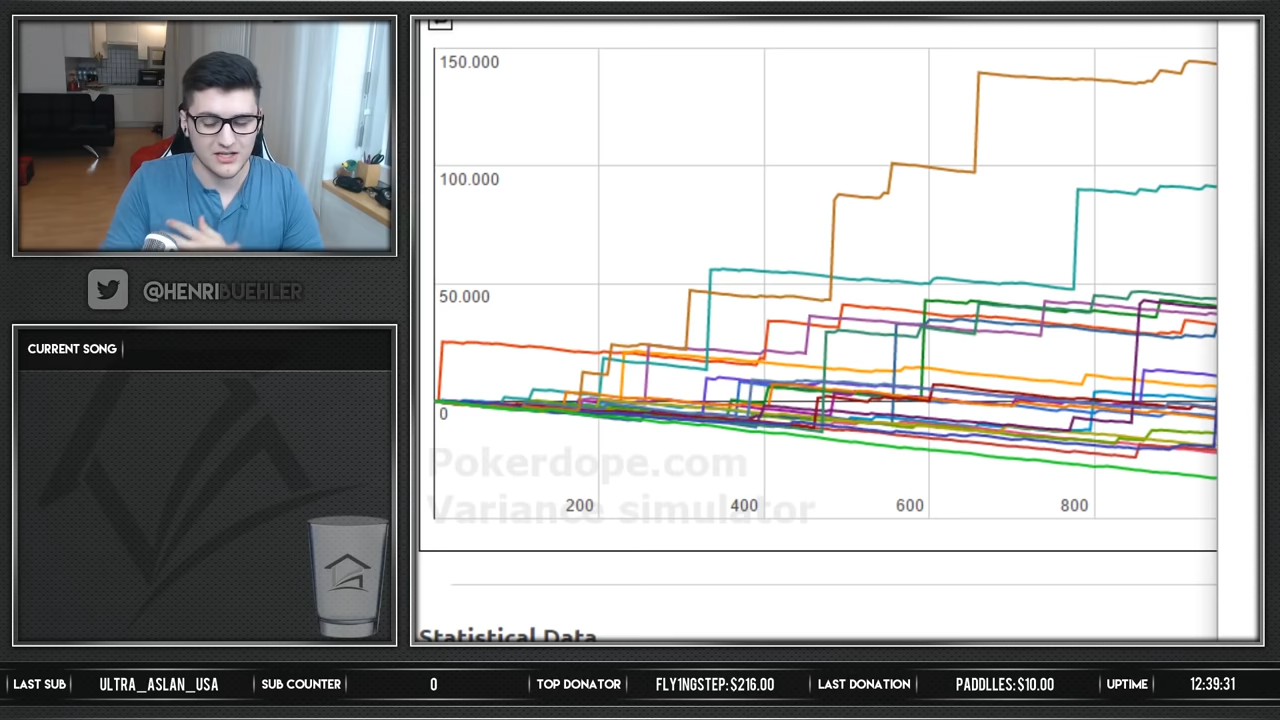 @HENRIBUEHLER
CURRENT SONG
150.000
100.000
50.000
0
200
400
600
800
Pokerdope.com
Variance simulator
Statistical Data
LAST SUB
ULTRA_ASLAN_USA
SUB COUNTER
0
TOP DONATOR
FLY1NGSTEP: $216.00
LAST DONATION
PADDLLES: $10.00
UPTIME
12:39:31